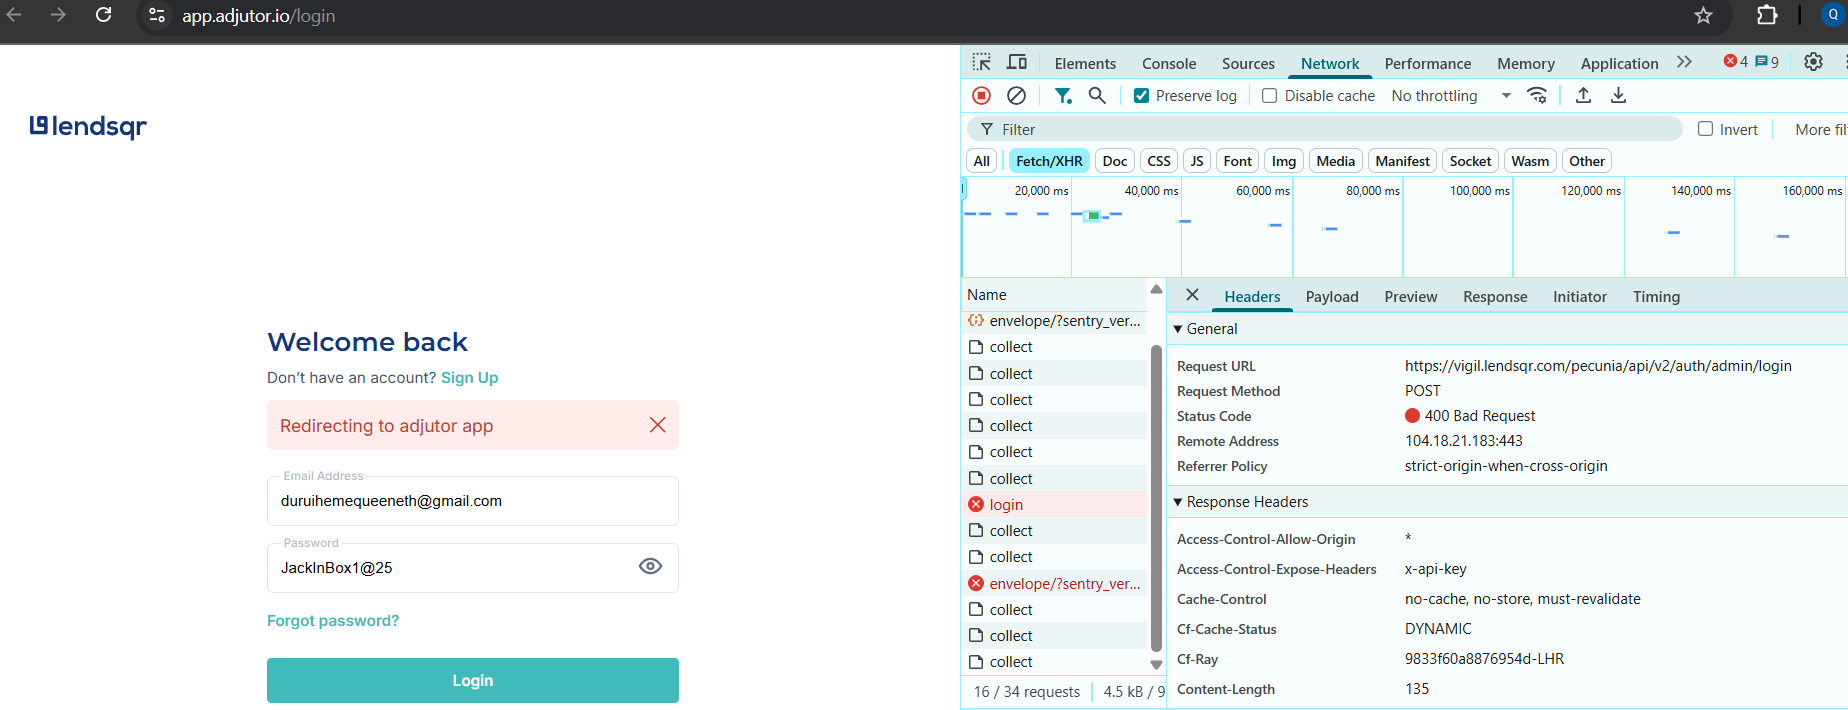 app.adjutor.io/login
Q
lendsqr
Welcome back
Don't have an account? Sign Up
Redirecting to adjutor app
Email Address
duruihemequeeneth@gmail.com
Password
JackInBox1@25
Forgot password?
Login
Elements Console Sources Network Performance Memory Application 4 9
Preserve log Disable cache No throttling
Filter Invert More fil
All Fetch/XHR Doc CSS JS Font Img Media Manifest Socket Wasm Other
20,000 ms 40,000 ms 60,000 ms 80,000 ms 100,000 ms 120,000 ms 140,000 ms 160,000 ms
Name
envelope/?sentry_ver...
collect
collect
collect
collect
collect
collect
login
collect
collect
envelope/?sentry_ver...
collect
collect
collect
16 / 34 requests 4.5 kB / 9
Headers Payload Preview Response Initiator Timing
General
Request URL https://vigil.lendsqr.com/pecunia/api/v2/auth/admin/login
Request Method POST
Status Code 400 Bad Request
Remote Address 104.18.21.183:443
Referrer Policy strict-origin-when-cross-origin
Response Headers
Access-Control-Allow-Origin *
Access-Control-Expose-Headers x-api-key
Cache-Control no-cache, no-store, must-revalidate
Cf-Cache-Status DYNAMIC
Cf-Ray 9833f60a8876954d-LHR
Content-Length 135